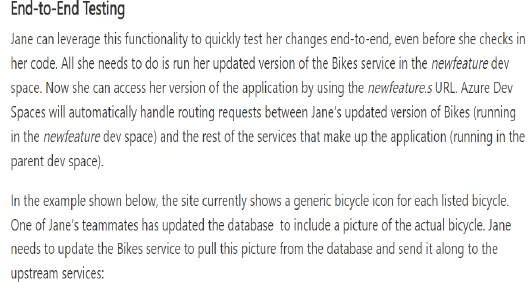 End-to-End Testing
Jane can leverage this functionality to quickly test her changes end-to-end, even before she checks in
her code. All she needs to do is run her updated version of the Bikes service in the newfeature dev
space. Now she can access her version of the application by using the newfeature.s URL. Azure Dev
Spaces will automatically handle routing requests between Jane's updated version of Bikes (running
in the newfeature dev space) and the rest of the services that make up the application (running in the
parent dev space).
In the example shown below, the site currently shows a generic bicycle icon for each listed bicycle.
One of Jane's teammates has updated the database to include a picture of the actual bicycle. Jane
needs to update the Bikes service to pull this picture from the database and send it along to the
upstream services: